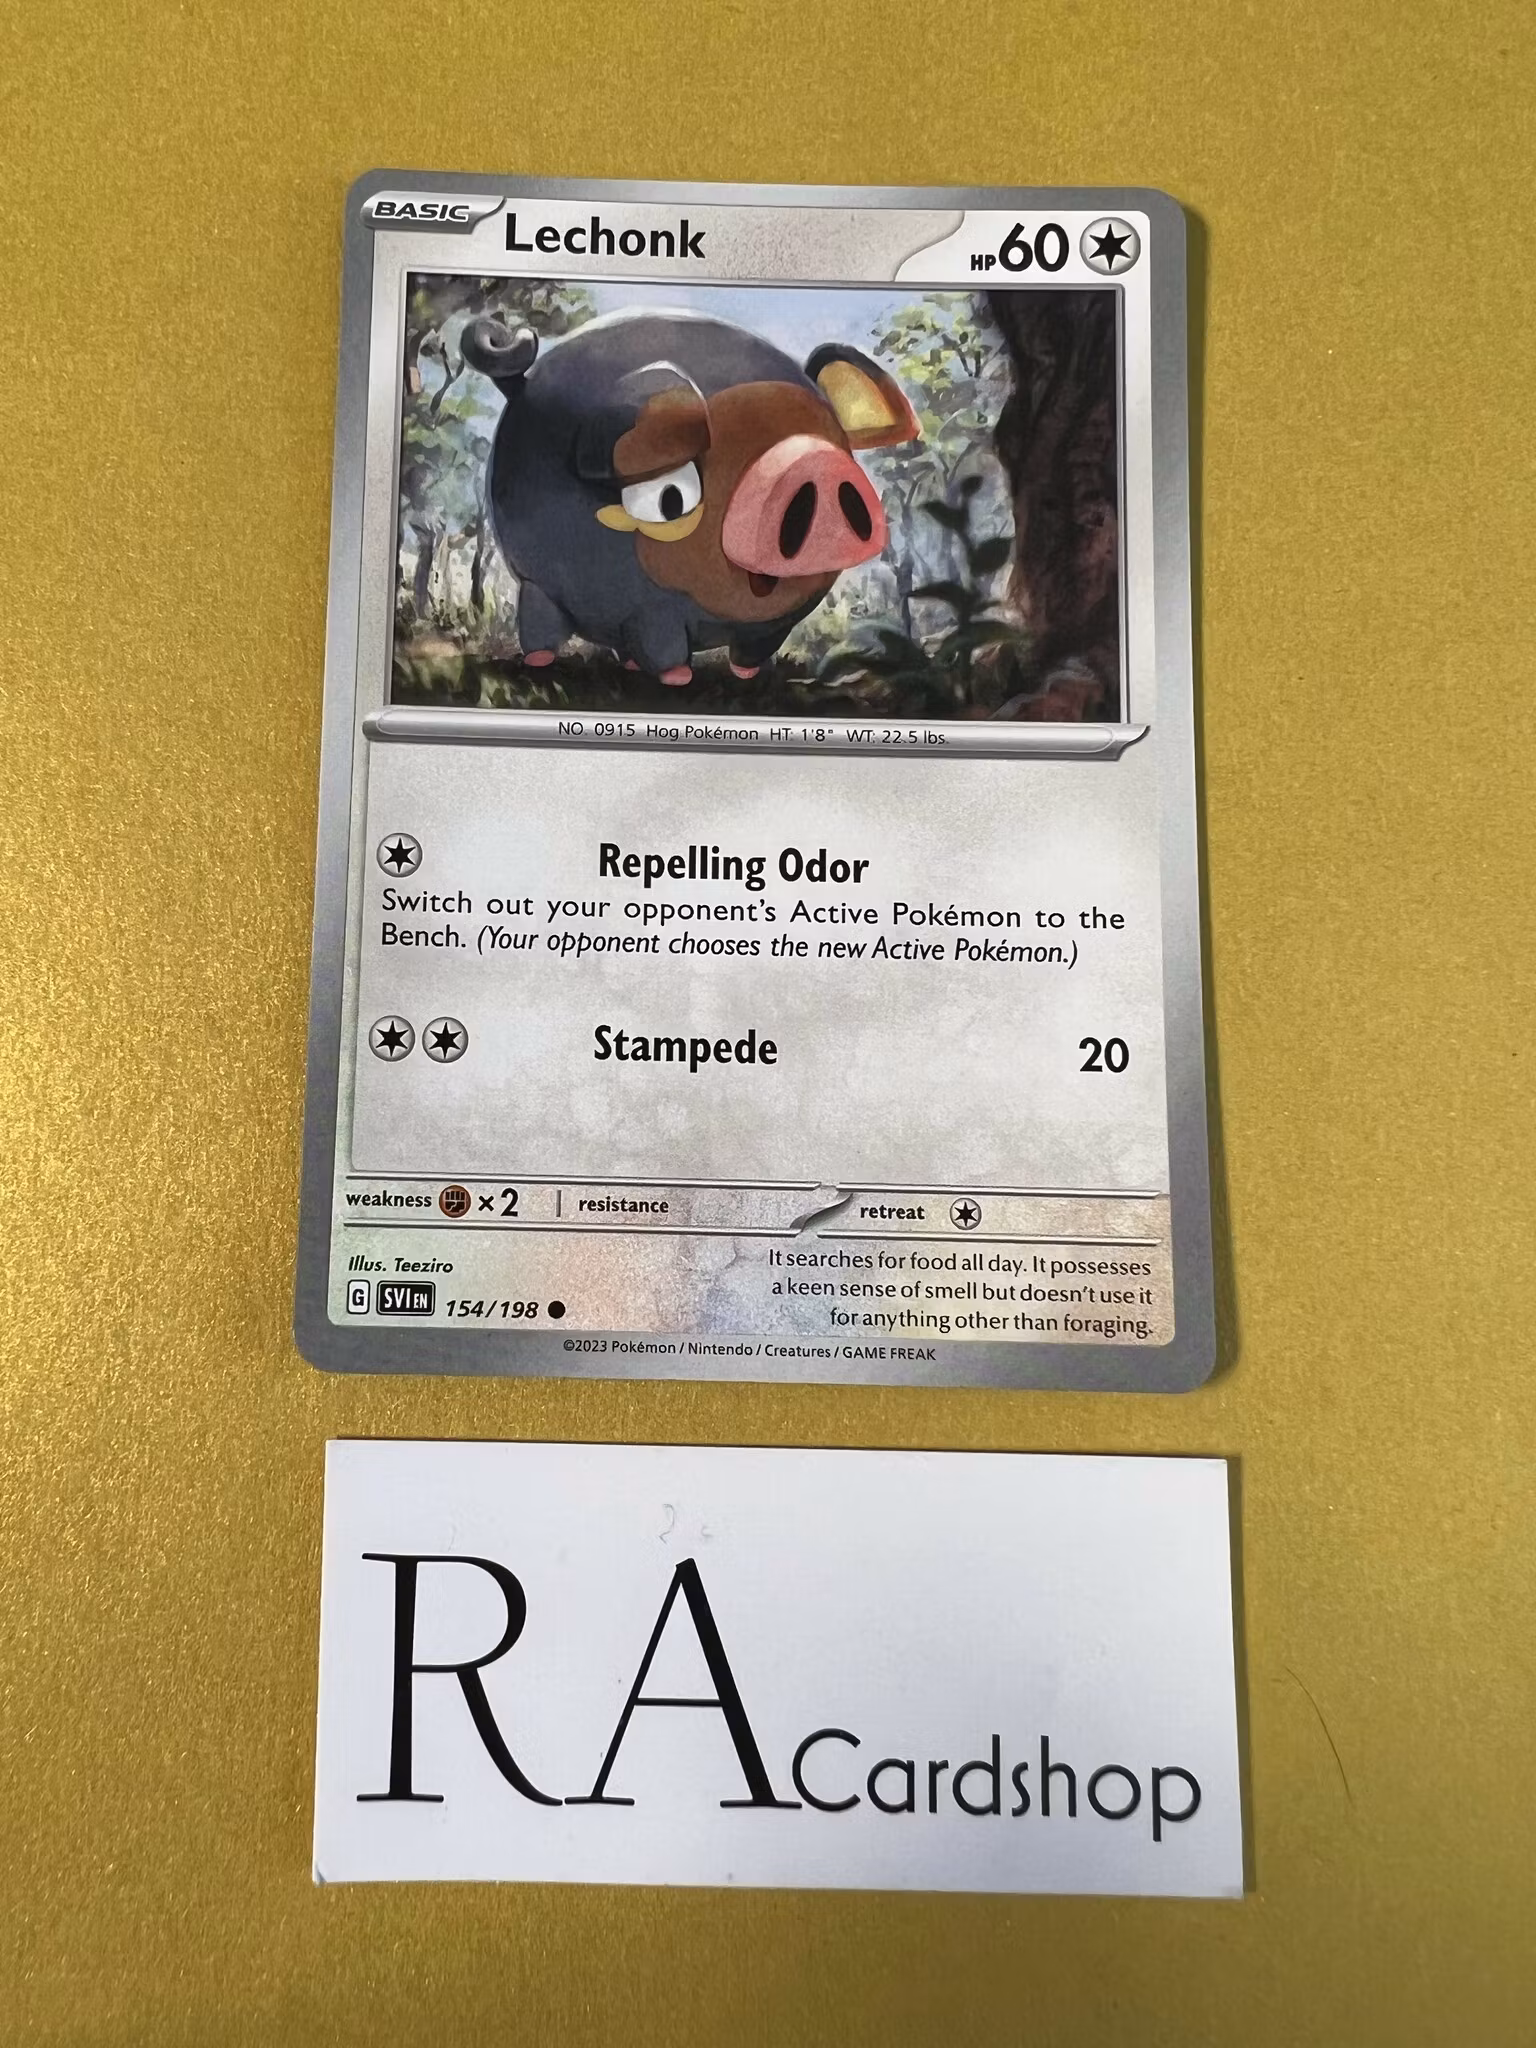 BASIC Lechonk HP 60
NO. 0915 Hog Pokémon HT: 1'8" WT: 22.5 lbs.
Repelling Odor
Switch out your opponent's Active Pokémon to the
Bench. (Your opponent chooses the new Active Pokémon.)
Stampede 20
weakness ×2 | resistance retreat
Illus. Teeziro
G SVI EN 154/198
It searches for food all day. It possesses
a keen sense of smell but doesn't use it
for anything other than foraging.
©2023 Pokémon / Nintendo / Creatures / GAME FREAK
RA Cardshop